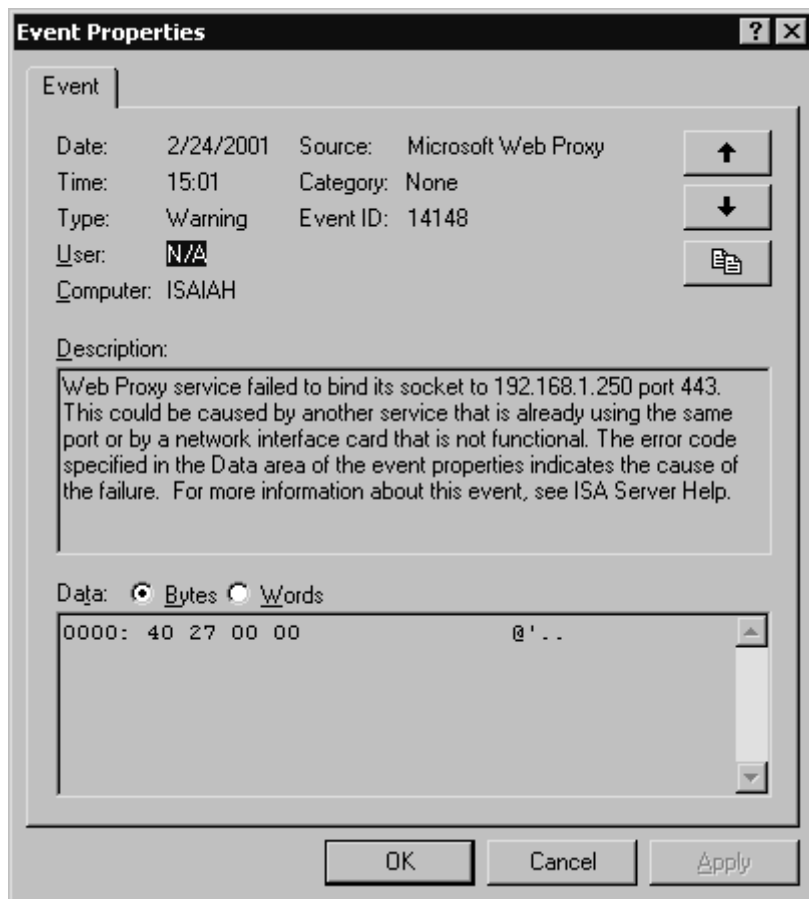 Event Properties
Event
Date: 2/24/2001 Source: Microsoft Web Proxy
Time: 15:01 Category: None
Type: Warning Event ID: 14148
User: N/A
Computer: ISAIAH
Description:
Web Proxy service failed to bind its socket to 192.168.1.250 port 443.
This could be caused by another service that is already using the same
port or by a network interface card that is not functional. The error code
specified in the Data area of the event properties indicates the cause of
the failure.  For more information about this event, see ISA Server Help.
Data: Bytes Words
0000: 40 27 00 00 @'..
OK Cancel Apply